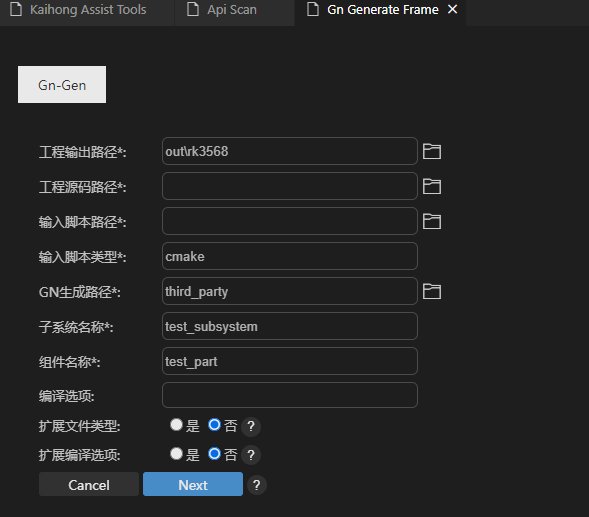 Kaihong Assist Tools Api Scan Gn Generate Frame ×
Gn-Gen
工程输出路径*: out\rk3568
工程源码路径*:
输入脚本路径*:
输入脚本类型*: cmake
GN生成路径*: third_party
子系统名称*: test_subsystem
组件名称*: test_part
编译选项:
扩展文件类型: 是 否 ?
扩展编译选项: 是 否 ?
Cancel Next ?